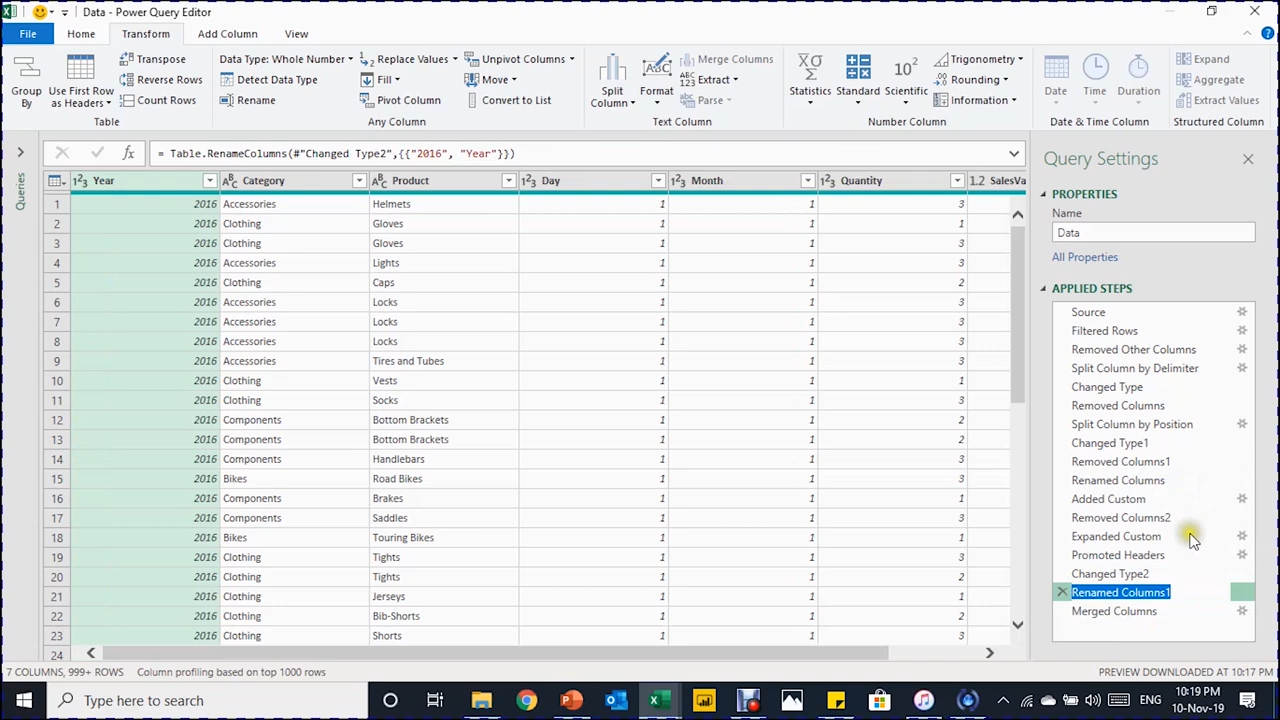 Data - Power Query Editor
File Home Transform Add Column View
Group By
Use First Row as Headers
Transpose
Reverse Rows
Count Rows
Table
Data Type: Whole Number
Detect Data Type
Rename
Replace Values
Fill
Pivot Column
Unpivot Columns
Move
Convert to List
Any Column
Split Column
Format
Merge Columns
Extract
Parse
Text Column
Statistics
Standard
Scientific
Trigonometry
Rounding
Information
Number Column
Date
Time
Duration
Date & Time Column
Expand
Aggregate
Extract Values
Structured Column
Queries
fx = Table.RenameColumns(#"Changed Type2",{{"2016", "Year"}})
Year Category Product Day Month Quantity 1.2 SalesVa
1 2016 Accessories Helmets 1 1 3
2 2016 Clothing Gloves 1 1 1
3 2016 Clothing Gloves 1 1 3
4 2016 Accessories Lights 1 1 3
5 2016 Clothing Caps 1 1 2
6 2016 Accessories Locks 1 1 3
7 2016 Accessories Locks 1 1 3
8 2016 Accessories Locks 1 1 3
9 2016 Accessories Tires and Tubes 1 1 3
10 2016 Clothing Vests 1 1 1
11 2016 Clothing Socks 1 1 3
12 2016 Components Bottom Brackets 1 1 2
13 2016 Components Bottom Brackets 1 1 2
14 2016 Components Handlebars 1 1 3
15 2016 Bikes Road Bikes 1 1 3
16 2016 Components Brakes 1 1 1
17 2016 Components Saddles 1 1 3
18 2016 Bikes Touring Bikes 1 1 1
19 2016 Clothing Tights 1 1 3
20 2016 Clothing Tights 1 1 2
21 2016 Clothing Jerseys 1 1 1
22 2016 Clothing Bib-Shorts 1 1 2
23 2016 Clothing Shorts 1 1 3
24
Query Settings
PROPERTIES
Name
Data
All Properties
APPLIED STEPS
Source
Filtered Rows
Removed Other Columns
Split Column by Delimiter
Changed Type
Removed Columns
Split Column by Position
Changed Type1
Removed Columns1
Renamed Columns
Added Custom
Removed Columns2
Expanded Custom
Promoted Headers
Changed Type2
Renamed Columns1
Merged Columns
7 COLUMNS, 999+ ROWS Column profiling based on top 1000 rows PREVIEW DOWNLOADED AT 10:17 PM
Type here to search
ENG
10:19 PM
10-Nov-19